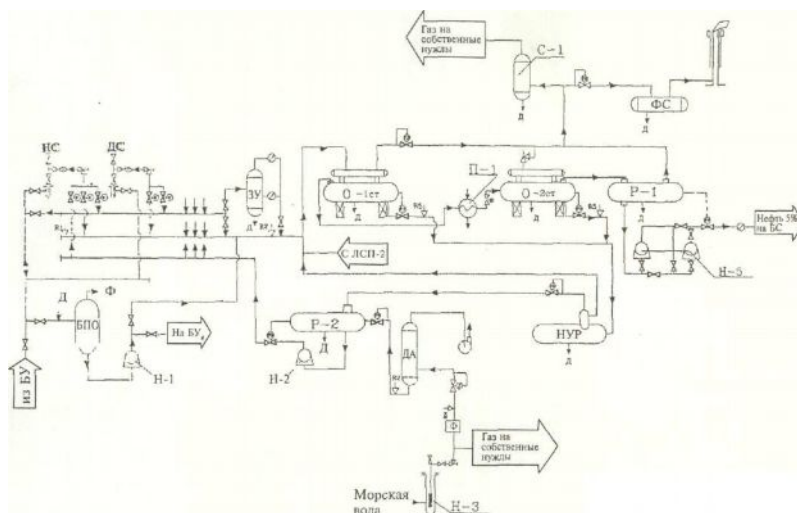 Газ на
собственные
нужды
С-1
ФС
Д
Д
НС
ДС
ЗУ
Д
О -1ст
П-1
О -2ст
Р-1
Д
Д
Д
Нефть 5%
на БС
С ЛСП-2
Н-5
Д
Ф
БПО
На БУ
Р-2
Д
ДА
НУР
Д
из БУ
Н-1
Н-2
Ф
Газ на
собственные
нужды
Морская
вода
Н-3